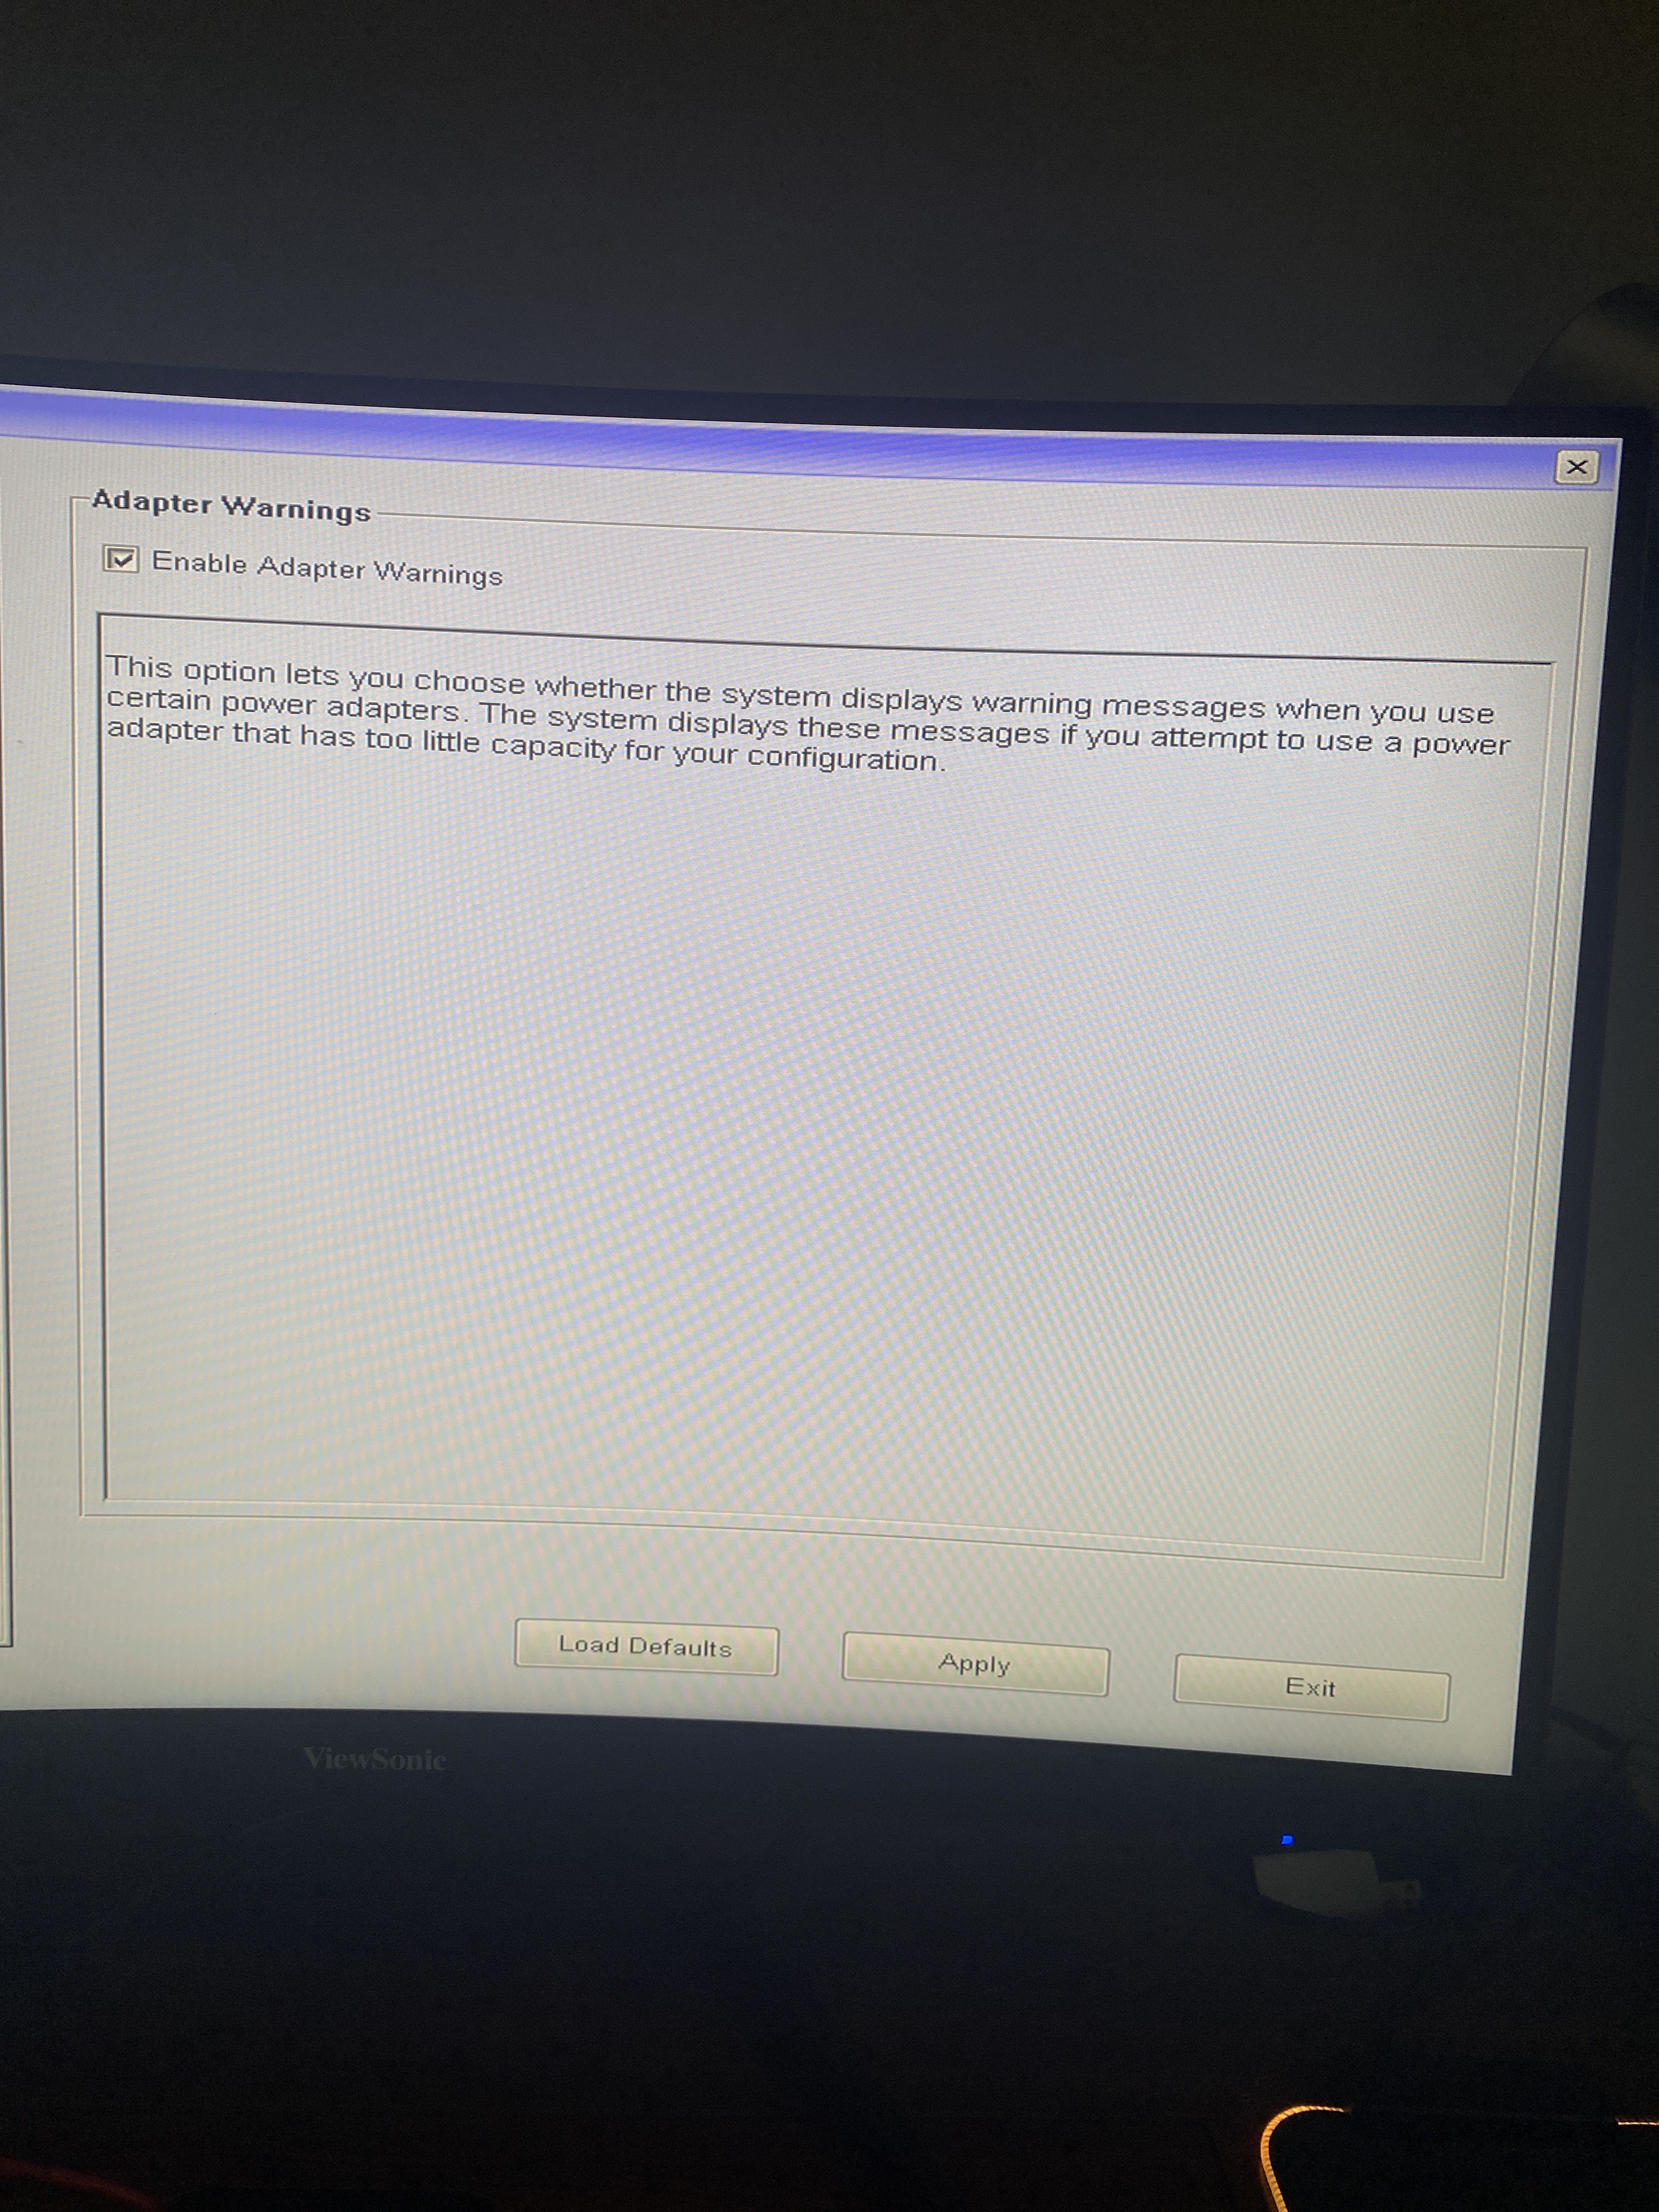 Adapter Warnings
Enable Adapter Warnings
This option lets you choose whether the system displays warning messages when you use
certain power adapters. The system displays these messages if you attempt to use a power
adapter that has too little capacity for your configuration.
Load Defaults
Apply
Exit
ViewSonic